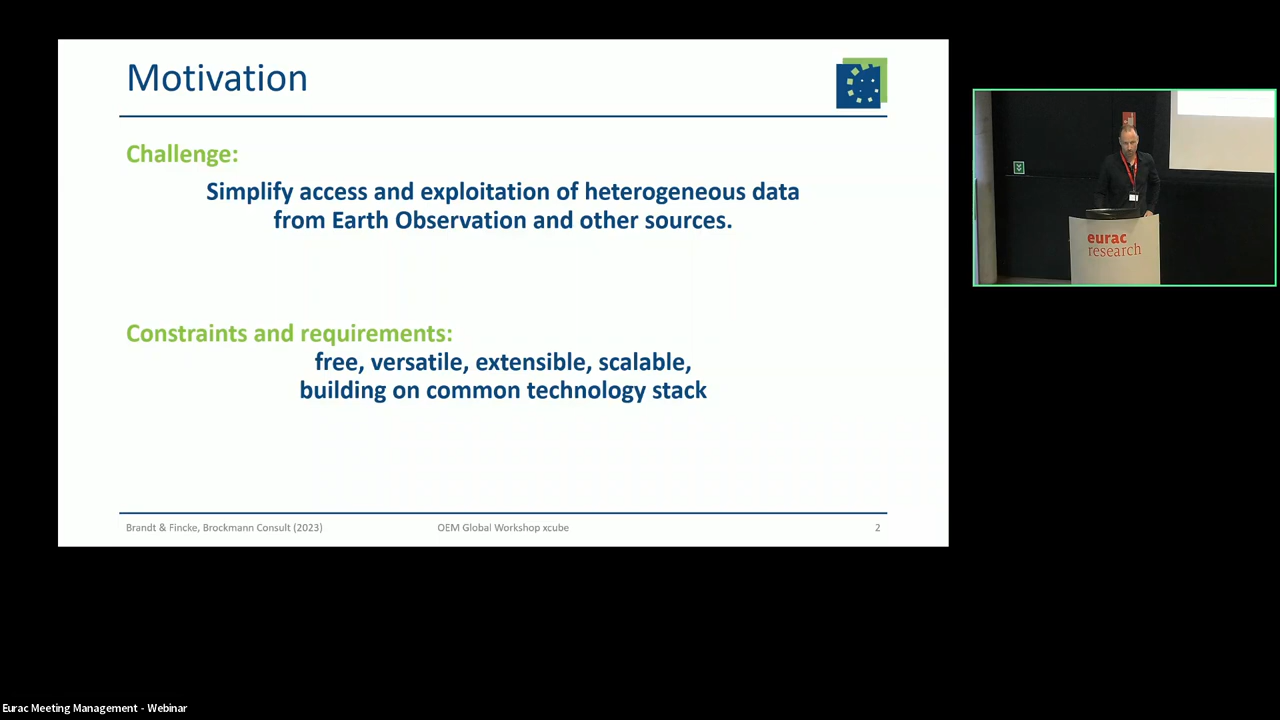 Motivation
Challenge:
Simplify access and exploitation of heterogeneous data
from Earth Observation and other sources.
Constraints and requirements:
free, versatile, extensible, scalable,
building on common technology stack
Brandt & Fincke, Brockmann Consult (2023)
OEM Global Workshop xcube
2
eurac
research
Eurac Meeting Management - Webinar